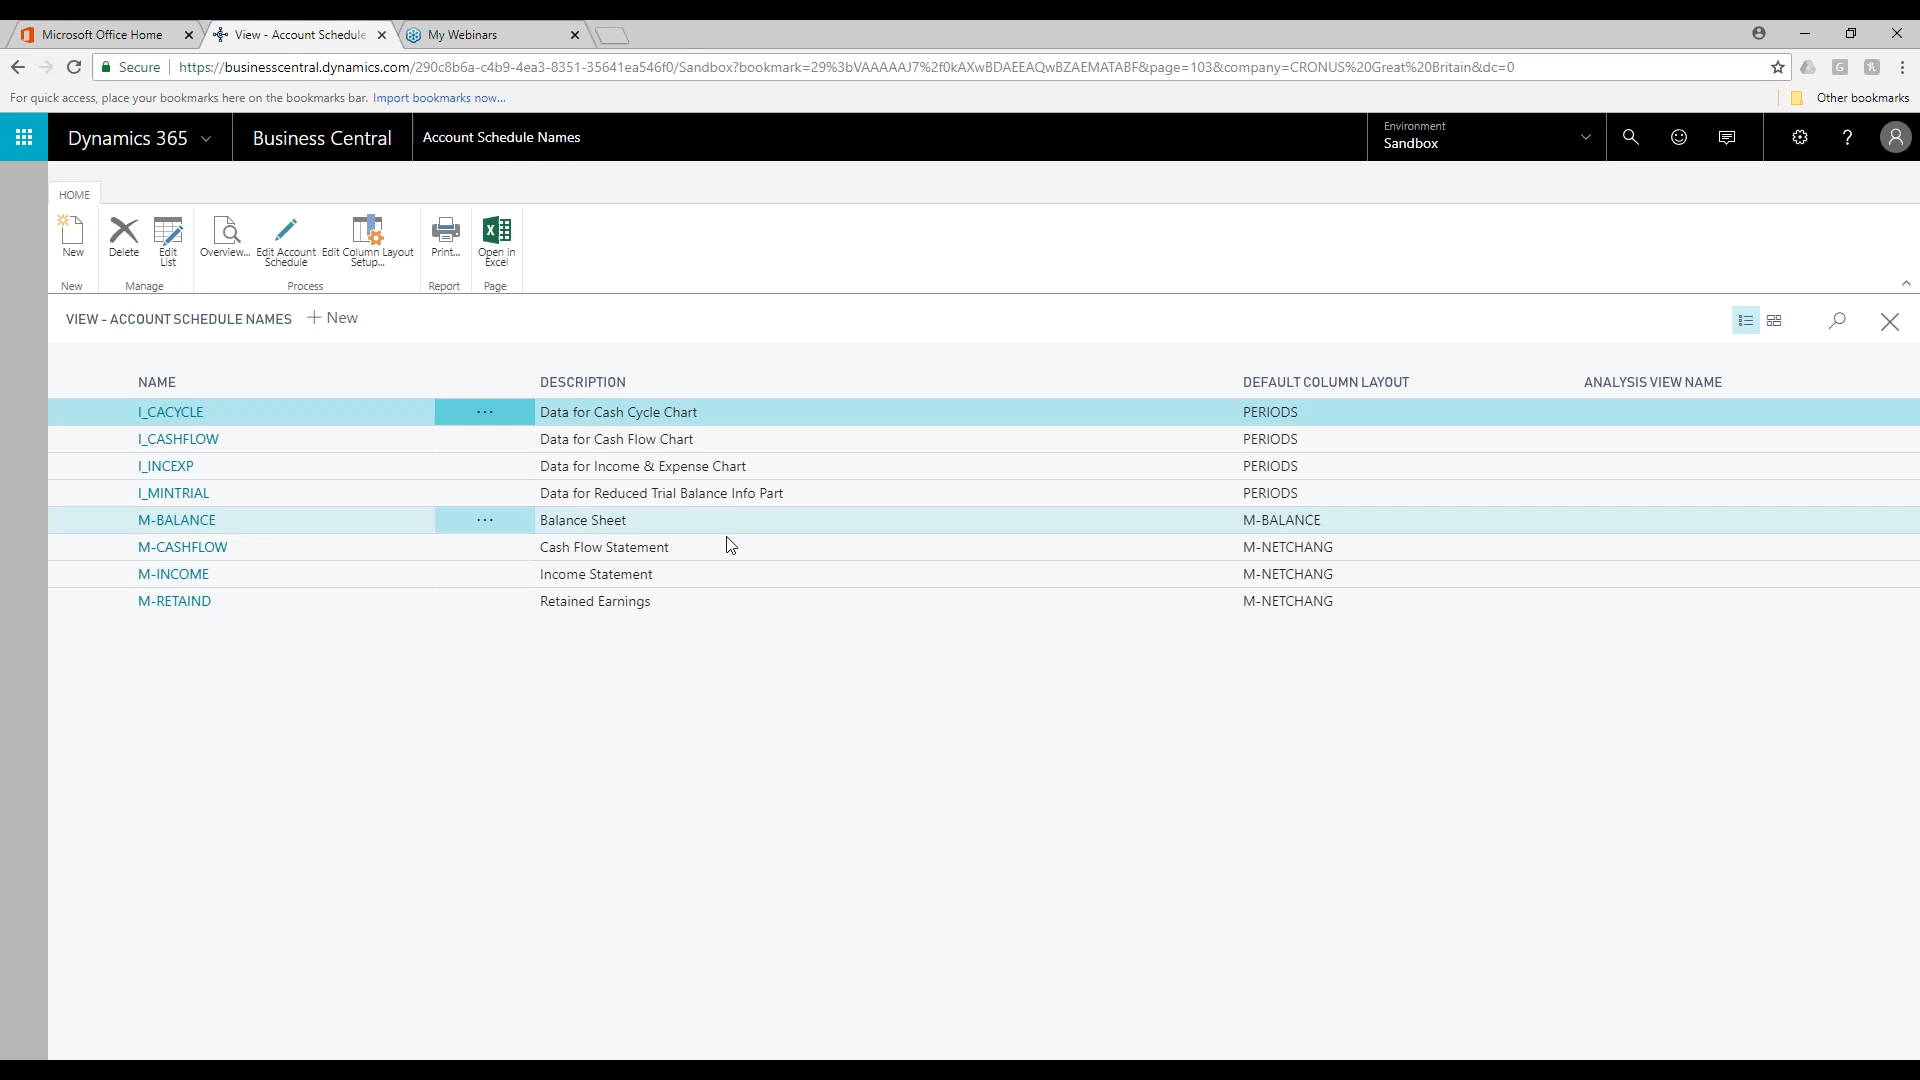 Microsoft Office Home
View - Account Schedule
My Webinars
Secure
https://businesscentral.dynamics.com/290c8b6a-c4b9-4ea3-8351-35641ea546f0/Sandbox?bookmark=29%3bVAAAAAJ7%2f0kAXwBDAEEAQwBZAEMATABF&page=103&company=CRONUS%20Great%20Britain&dc=0
For quick access, place your bookmarks here on the bookmarks bar. Import bookmarks now...
Other bookmarks
Dynamics 365
Business Central
Account Schedule Names
Environment
Sandbox
HOME
New
Delete
Edit List
Overview...
Edit Account Schedule
Edit Column Layout Setup...
Print...
Open in Excel
New
Manage
Process
Report
Page
VIEW - ACCOUNT SCHEDULE NAMES + New
NAME DESCRIPTION DEFAULT COLUMN LAYOUT ANALYSIS VIEW NAME
I_CACYCLE ... Data for Cash Cycle Chart PERIODS
I_CASHFLOW Data for Cash Flow Chart PERIODS
I_INCEXP Data for Income & Expense Chart PERIODS
I_MINTRIAL Data for Reduced Trial Balance Info Part PERIODS
M-BALANCE ... Balance Sheet M-BALANCE
M-CASHFLOW Cash Flow Statement M-NETCHANG
M-INCOME Income Statement M-NETCHANG
M-RETAIND Retained Earnings M-NETCHANG